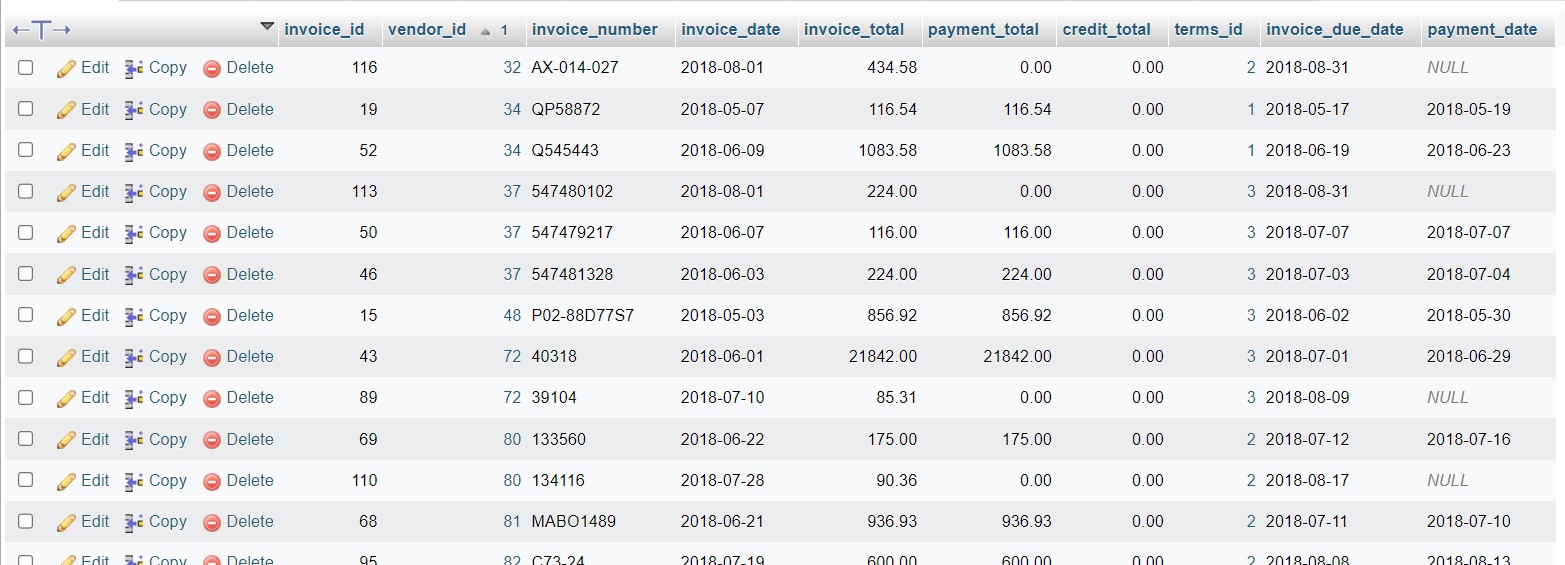 invoice_id vendor_id 1 invoice_number invoice_date invoice_total payment_total credit_total terms_id invoice_due_date payment_date
Edit Copy Delete 116 32 AX-014-027 2018-08-01 434.58 0.00 0.00 2 2018-08-31 NULL
Edit Copy Delete 19 34 QP58872 2018-05-07 116.54 116.54 0.00 1 2018-05-17 2018-05-19
Edit Copy Delete 52 34 Q545443 2018-06-09 1083.58 1083.58 0.00 1 2018-06-19 2018-06-23
Edit Copy Delete 113 37 547480102 2018-08-01 224.00 0.00 0.00 3 2018-08-31 NULL
Edit Copy Delete 50 37 547479217 2018-06-07 116.00 116.00 0.00 3 2018-07-07 2018-07-07
Edit Copy Delete 46 37 547481328 2018-06-03 224.00 224.00 0.00 3 2018-07-03 2018-07-04
Edit Copy Delete 15 48 P02-88D77S7 2018-05-03 856.92 856.92 0.00 3 2018-06-02 2018-05-30
Edit Copy Delete 43 72 40318 2018-06-01 21842.00 21842.00 0.00 3 2018-07-01 2018-06-29
Edit Copy Delete 89 72 39104 2018-07-10 85.31 0.00 0.00 3 2018-08-09 NULL
Edit Copy Delete 69 80 133560 2018-06-22 175.00 175.00 0.00 2 2018-07-12 2018-07-16
Edit Copy Delete 110 80 134116 2018-07-28 90.36 0.00 0.00 2 2018-08-17 NULL
Edit Copy Delete 68 81 MABO1489 2018-06-21 936.93 936.93 0.00 2 2018-07-11 2018-07-10
Edit Copy Delete 95 82 C73-24 2018-07-19 600.00 600.00 0.00 2 2018-08-08 2018-08-13